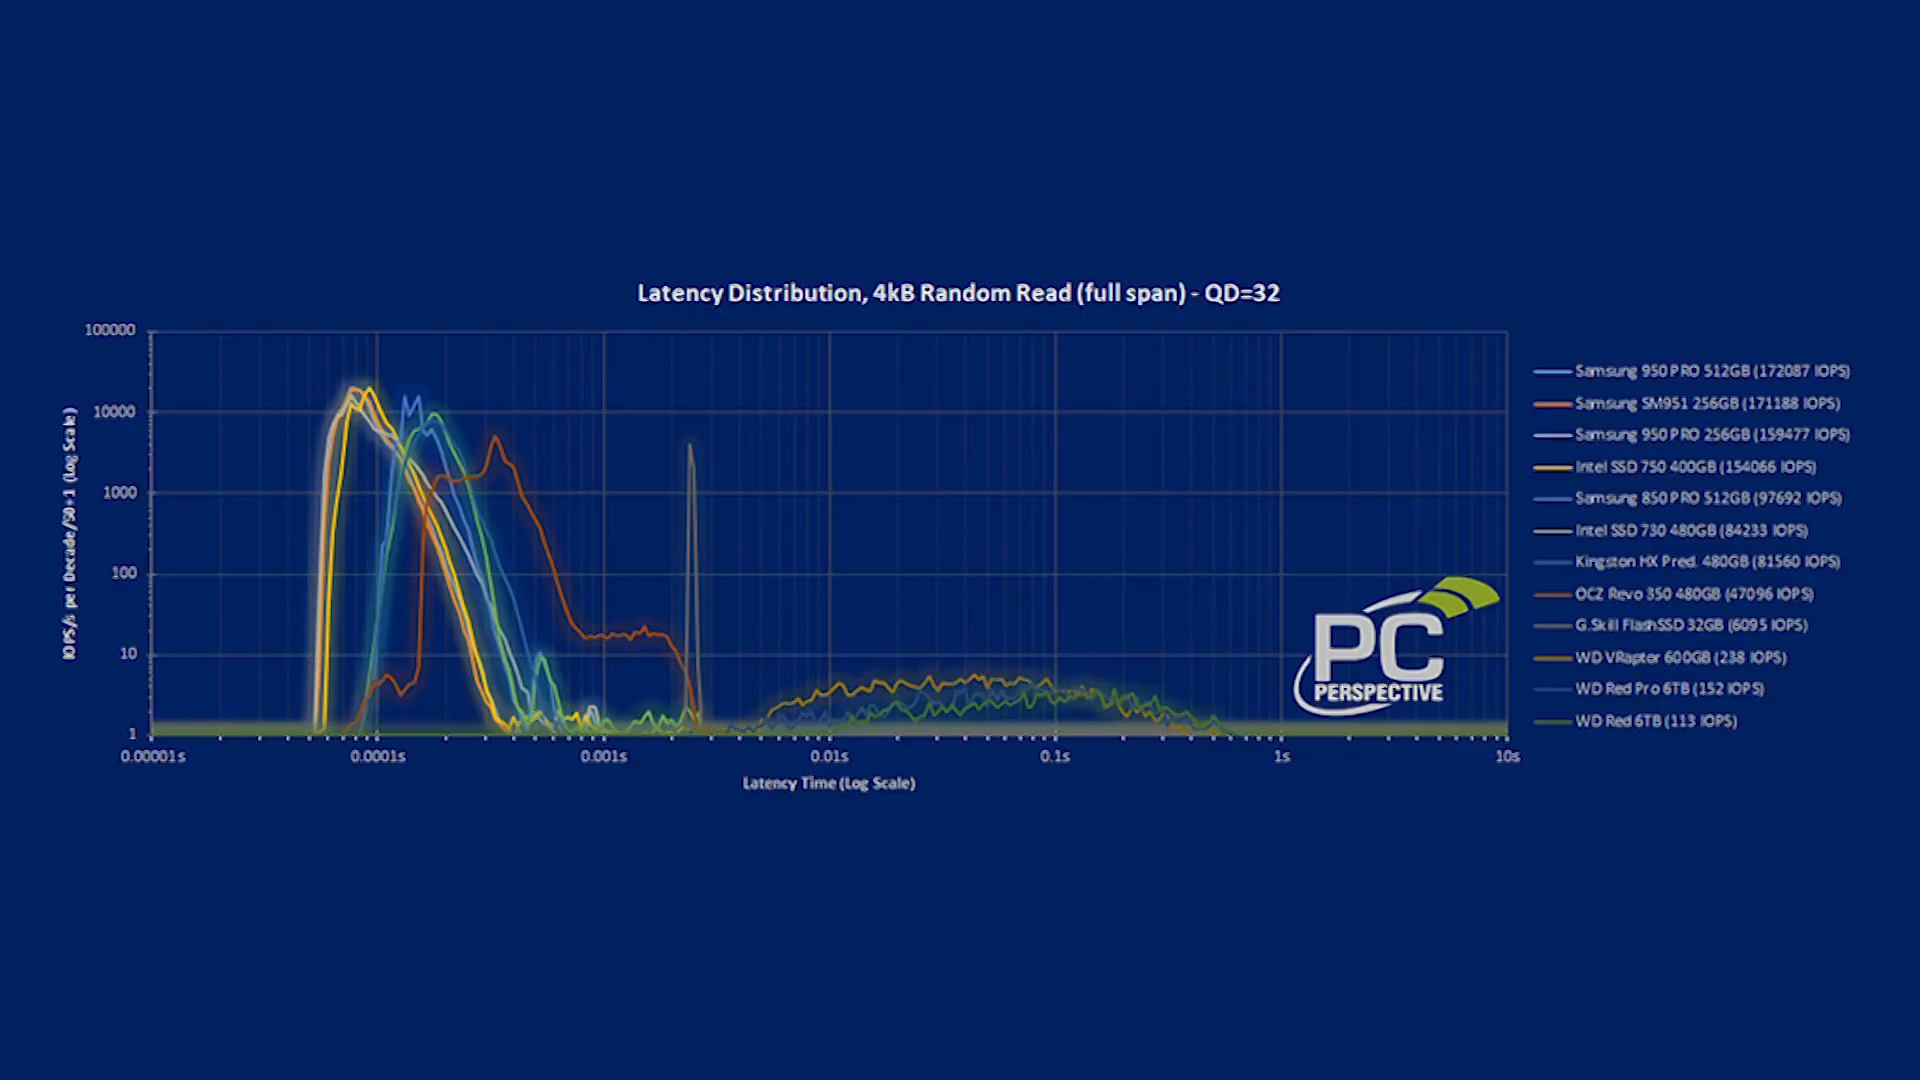 Latency Distribution, 4kB Random Read (full span) - QD=32
100000
10000
1000
100
10
1
IOPS/s per Decade/50+1 (Log Scale)
0.00001s
0.0001s
0.001s
0.01s
0.1s
1s
10s
Latency Time (Log Scale)
Samsung 950 PRO 512GB (172087 IOPS)
Samsung SM951 256GB (171188 IOPS)
Samsung 950 PRO 256GB (159477 IOPS)
Intel SSD 750 400GB (154066 IOPS)
Samsung 850 PRO 512GB (97692 IOPS)
Intel SSD 730 480GB (84233 IOPS)
Kingston HX Pred. 480GB (81560 IOPS)
OCZ Revo 350 480GB (47096 IOPS)
G.Skill FlashSSD 32GB (6095 IOPS)
WD VRaptor 600GB (238 IOPS)
WD Red Pro 6TB (152 IOPS)
WD Red 6TB (113 IOPS)
PC
PERSPECTIVE